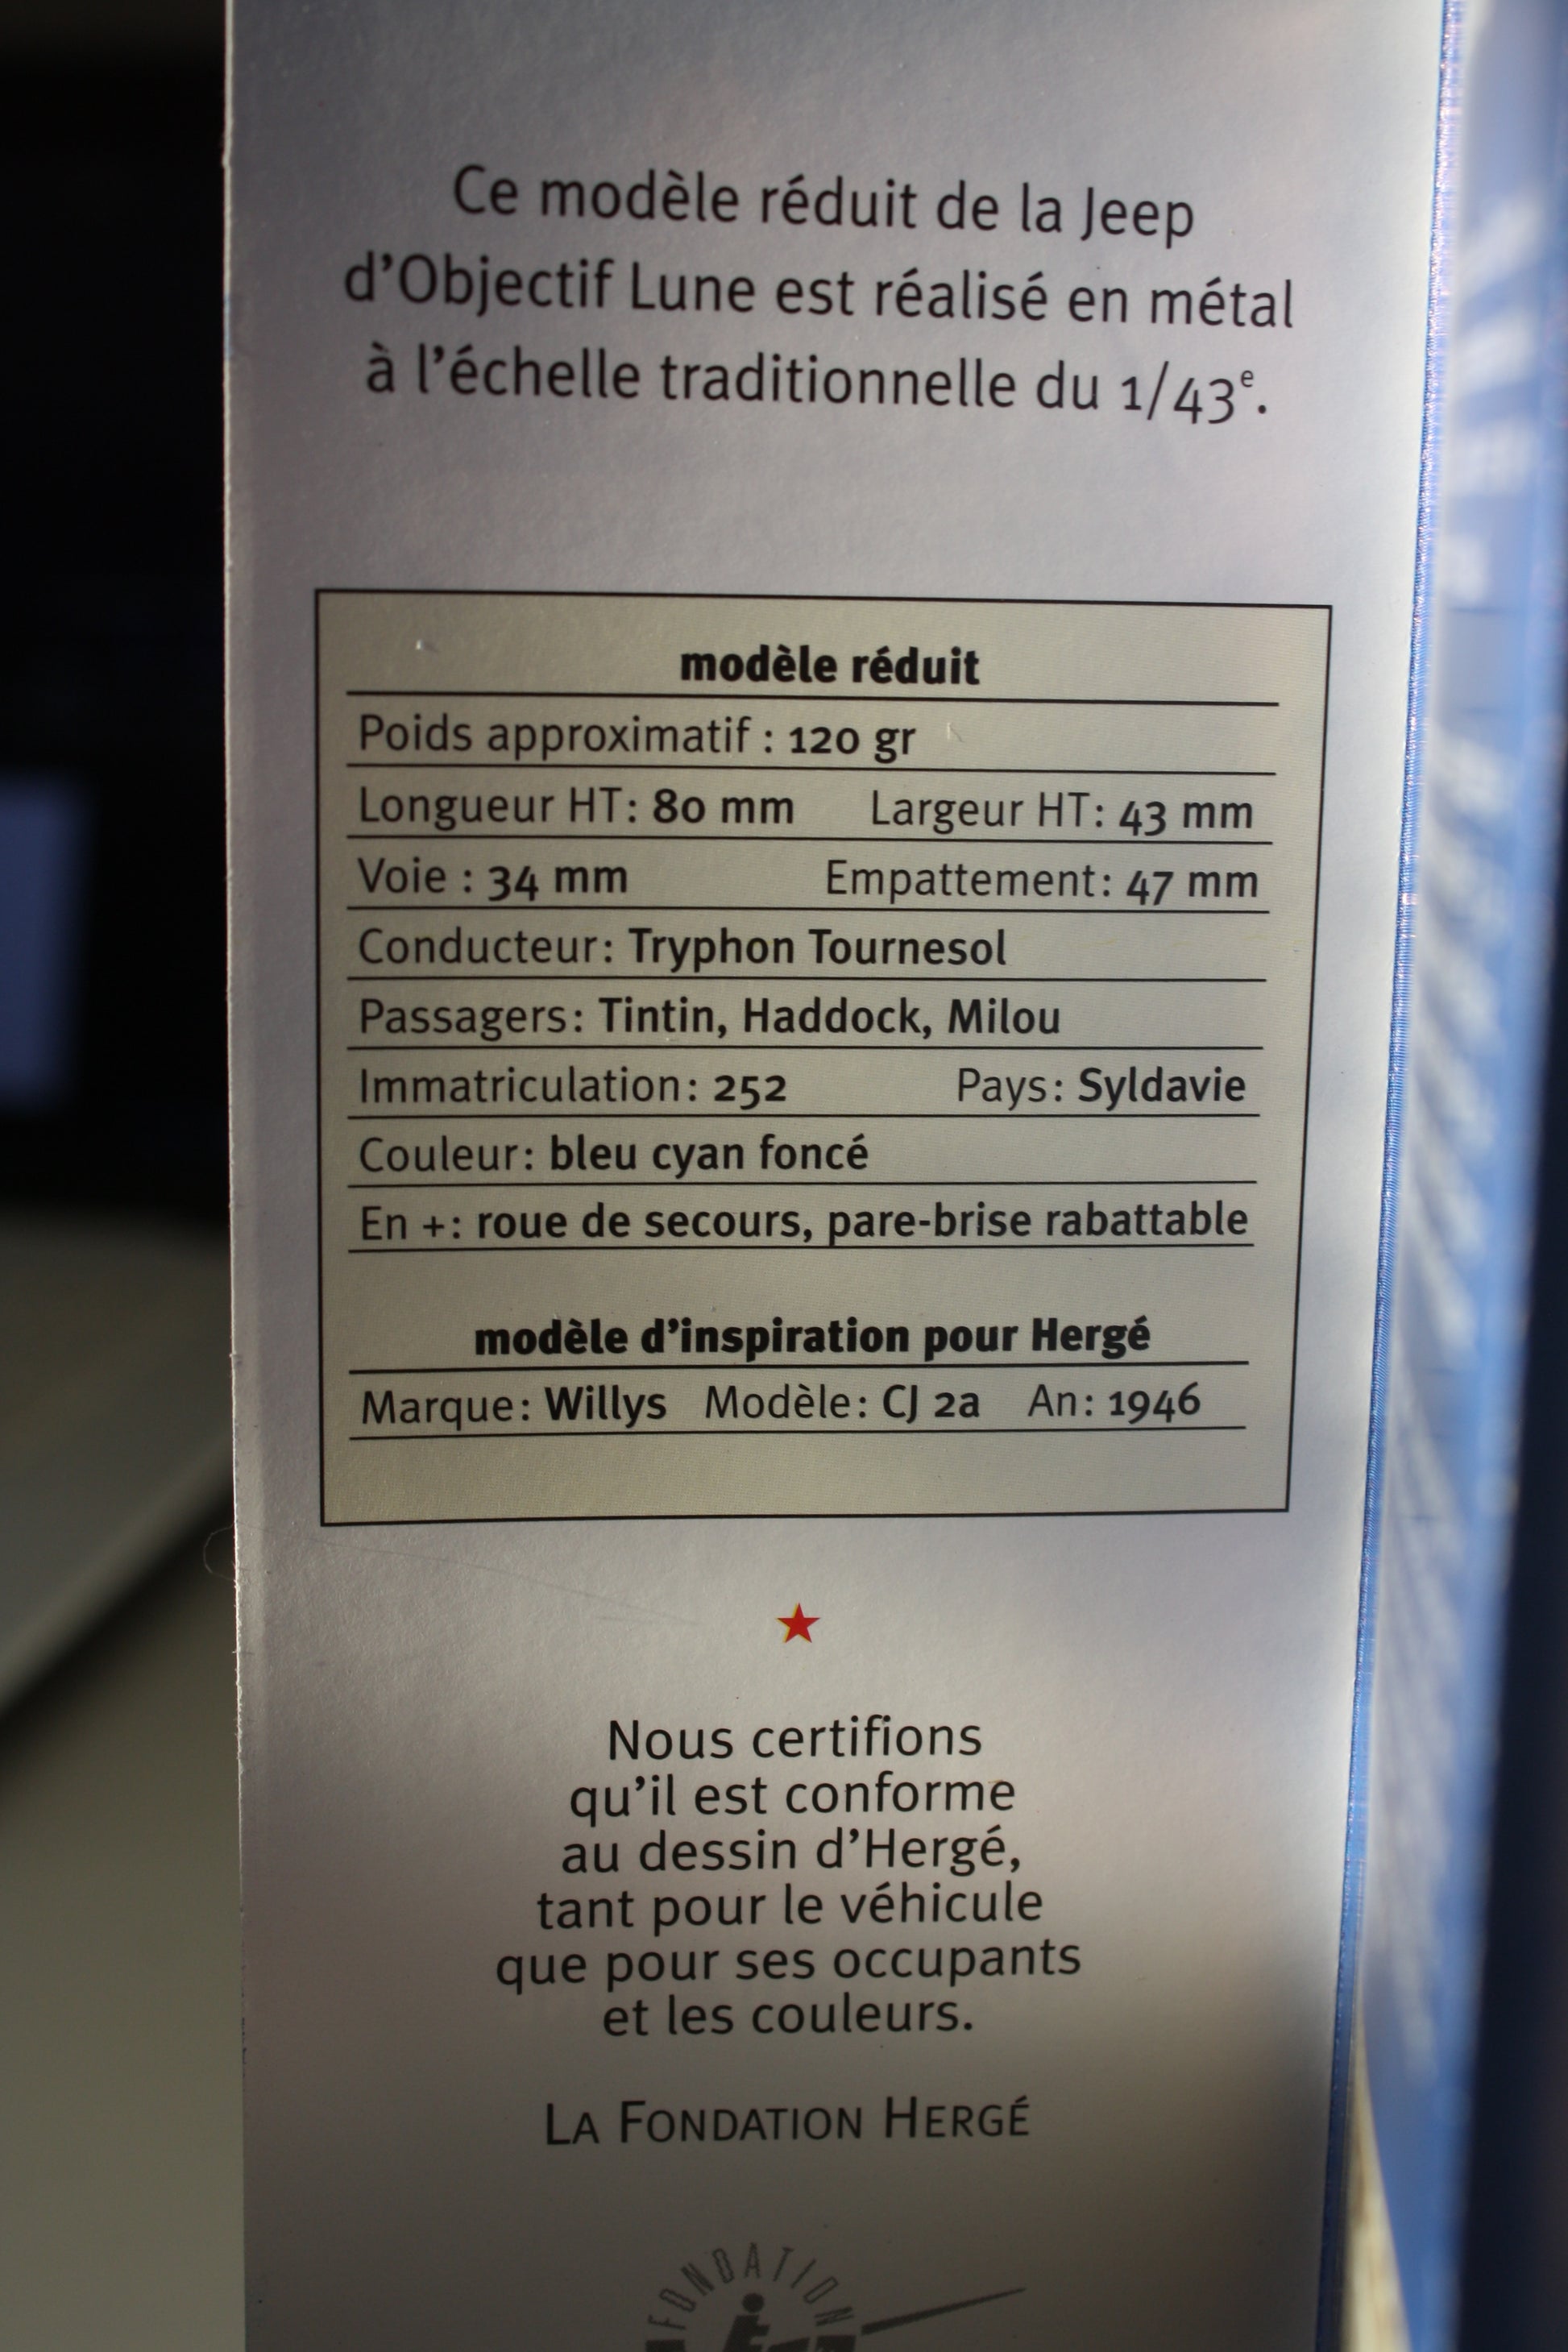 Ce modèle réduit de la Jeep
d'Objectif Lune est réalisé en métal
à l'échelle traditionnelle du 1/43e.
modèle réduit
Poids approximatif : 120 gr
Longueur HT: 80 mm Largeur HT: 43 mm
Voie : 34 mm Empattement: 47 mm
Conducteur: Tryphon Tournesol
Passagers: Tintin, Haddock, Milou
Immatriculation: 252 Pays: Syldavie
Couleur: bleu cyan foncé
En +: roue de secours, pare-brise rabattable
modèle d'inspiration pour Hergé
Marque: Willys Modèle: CJ 2a An: 1946
Nous certifions
qu'il est conforme
au dessin d'Hergé,
tant pour le véhicule
que pour ses occupants
et les couleurs.
LA FONDATION HERGÉ
FONDATION